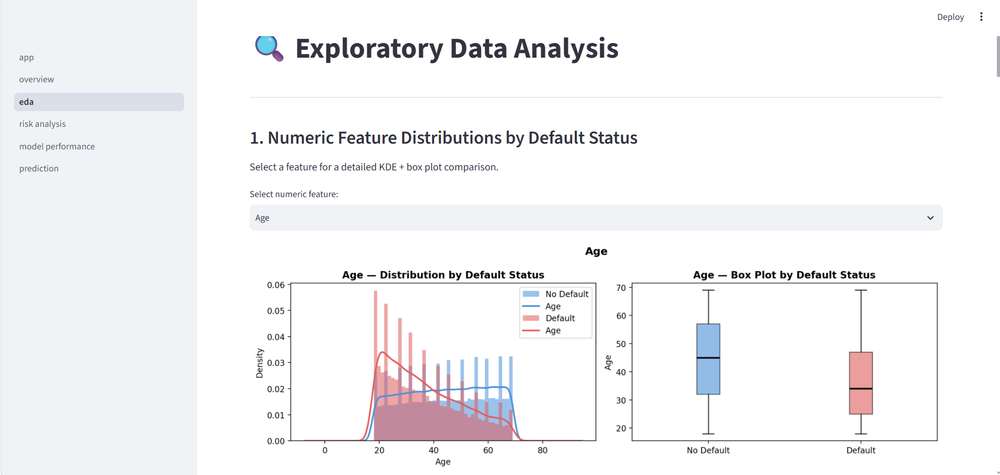 Deploy
app
overview
eda
risk analysis
model performance
prediction
Exploratory Data Analysis
1. Numeric Feature Distributions by Default Status
Select a feature for a detailed KDE + box plot comparison.
Select numeric feature:
Age
Age
Age — Distribution by Default Status
0.06
0.05
0.04
0.03
0.02
0.01
0.00
Density
No Default
Age
Default
Age
0 20 40 60 80
Age
Age — Box Plot by Default Status
70
60
50
40
30
20
Age
No Default Default